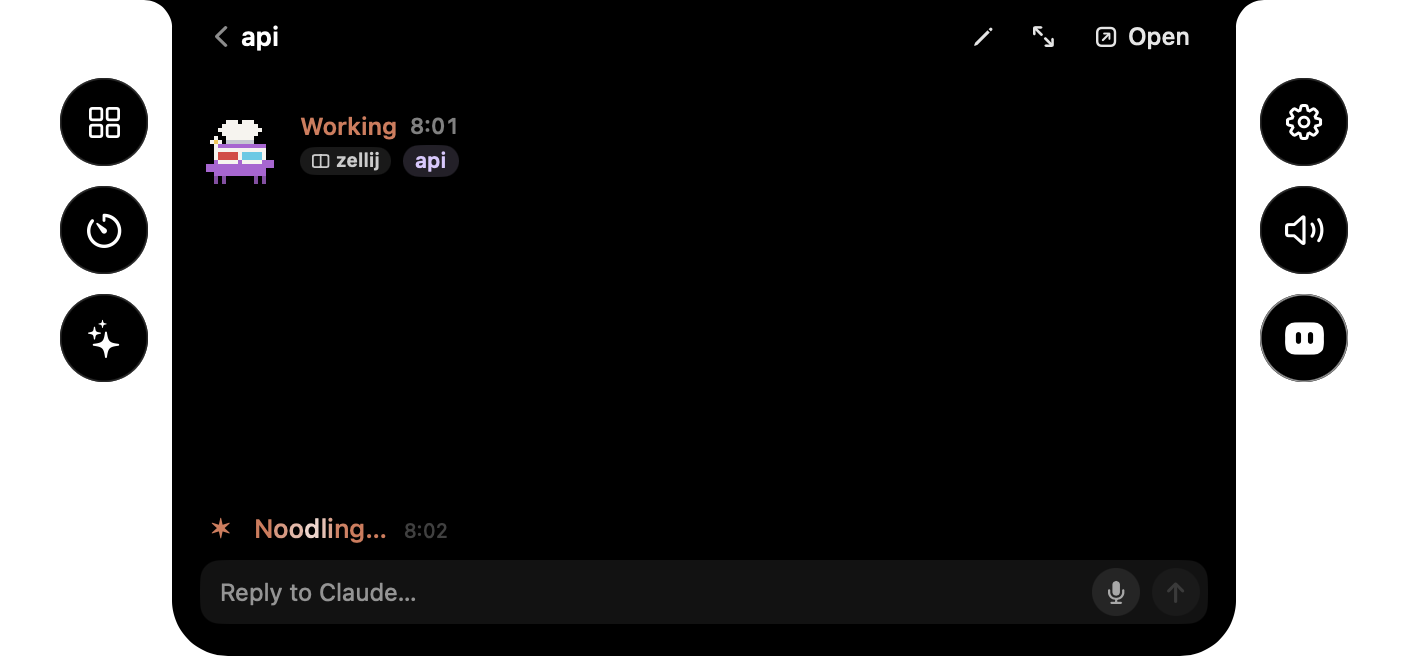 api
Open
Working 8:01
zellij api
Noodling... 8:02
Reply to Claude...